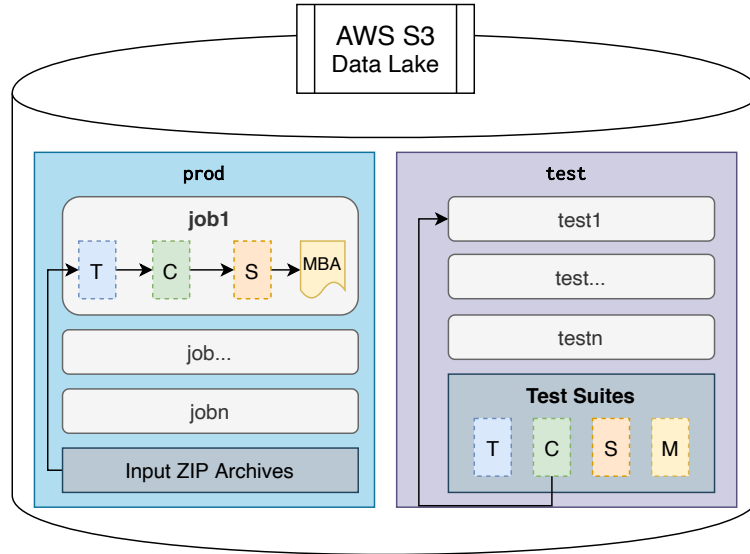 AWS S3
Data Lake
prod
job1
T
C
S
MBA
job...
jobn
Input ZIP Archives
test
test1
test...
testn
Test Suites
T
C
S
M